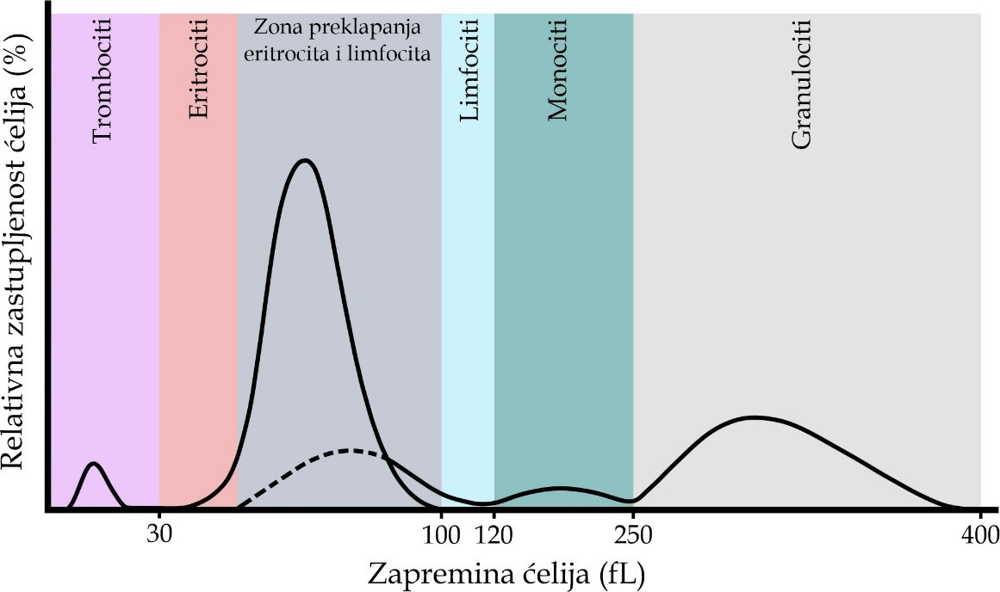 Relativna zastupljenost ćelija (%)
Trombociti
Eritrociti
Zona preklapanja
eritrocita i limfocita
Limfociti
Monociti
Granulociti
30
100
120
250
400
Zapremina ćelija (fL)